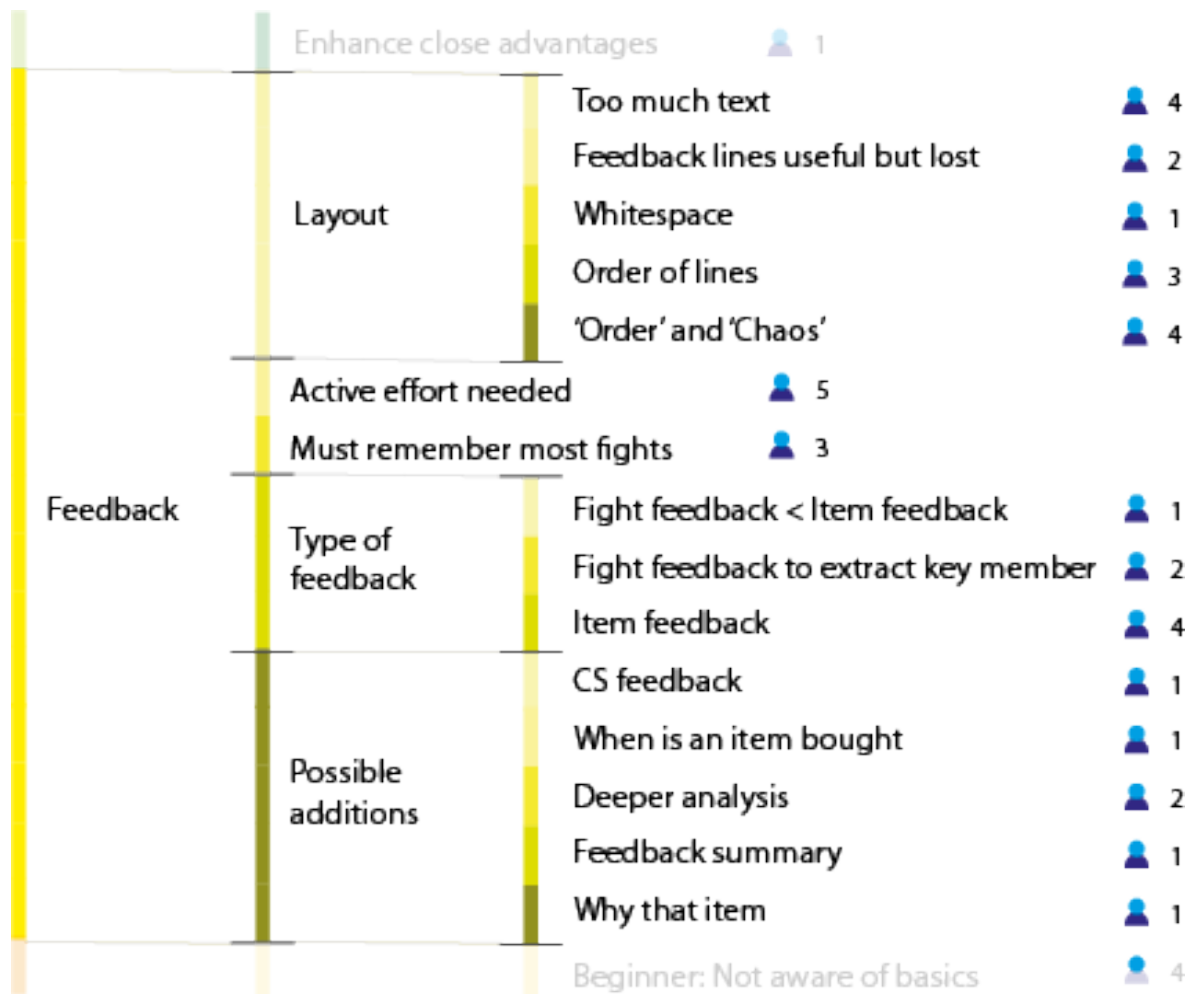 Enhance close advantages 1
Too much text 4
Feedback lines useful but lost 2
Layout
Whitespace 1
Order of lines 3
‘Order’ and ‘Chaos’ 4
Active effort needed 5
Must remember most fights 3
Feedback
Fight feedback < Item feedback 1
Type of
feedback
Fight feedback to extract key member 2
Item feedback 4
CS feedback 1
When is an item bought 1
Possible
additions
Deeper analysis 2
Feedback summary 1
Why that item 1
Beginner: Not aware of basics 4